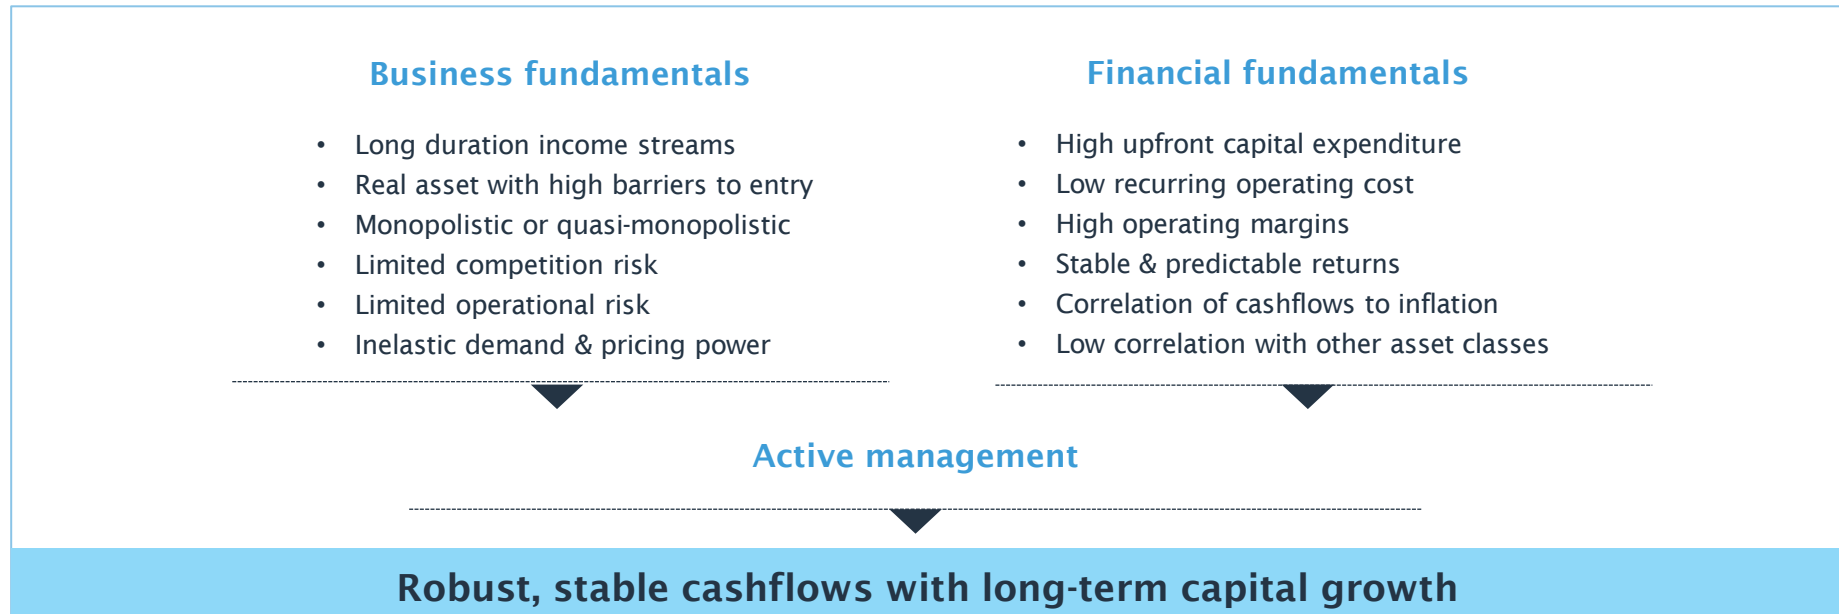 Business fundamentals
• Long duration income streams
• Real asset with high barriers to entry
• Monopolistic or quasi-monopolistic
• Limited competition risk
• Limited operational risk
• Inelastic demand & pricing power
Financial fundamentals
• High upfront capital expenditure
• Low recurring operating cost
• High operating margins
• Stable & predictable returns
• Correlation of cashflows to inflation
• Low correlation with other asset classes
Active management
Robust, stable cashflows with long-term capital growth